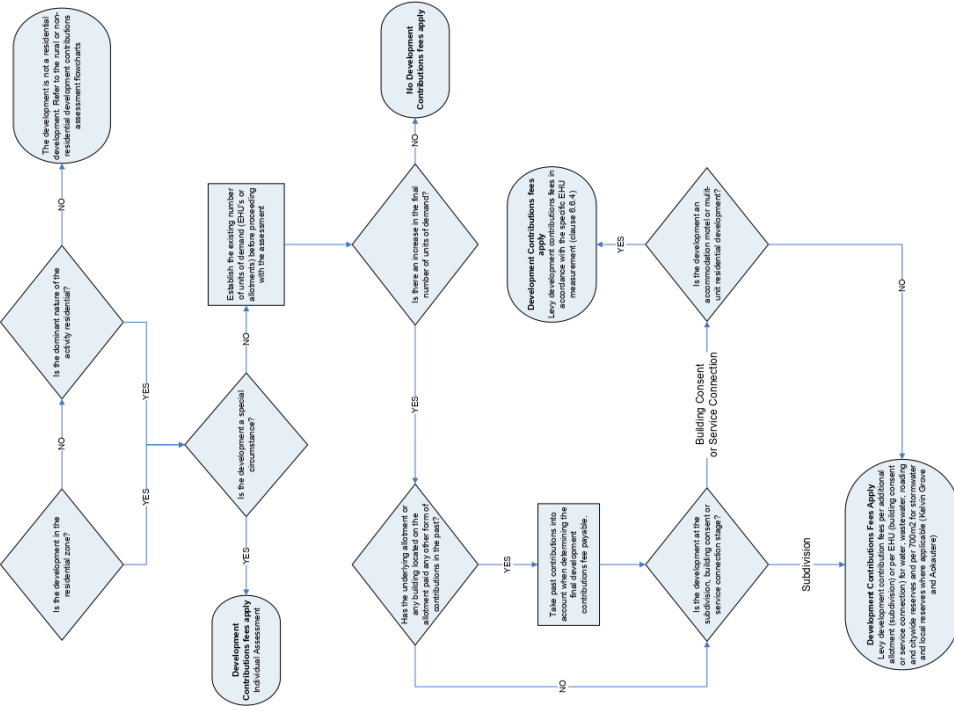 Is the development in the
residential zone?
NO
YES
Is the dominant nature of the
activity residential?
NO
YES
The development is not a residential
development. Refer to the rural or non-
residential development contributions
assessment flowcharts
Is the development a special
circumstance?
YES
Development
Contributions fees apply
Individual Assessment
NO
Establish the existing number
of units of demand (EHU's or
allotments) before proceeding
with the assessment
Is there an increase in the final
number of units of demand?
NO
No Development
Contributions fees apply
YES
Has the underlying allotment or
any building located on the
allotment paid any other form of
contributions in the past?
YES
NO
Take past contributions into
account when determining the
final development
contributions fee payable.
Is the development at the
subdivision, building consent or
service connection stage?
Building Consent
or Service Connection
Subdivision
Is the development an
accommodation motel or mulit-
unit residential development?
YES
NO
Development Contributions fees
apply
Levy development contributions fees in
accordance with the specific EHU
measurement (clause 6.6.4)
Development Contributions Fees Apply
Levy development contribution fees per additional
allotment (subdivision) or per EHU (building consent
or service connection) for water, wastewater, roading
and citywide reserves and per 700m2 for stormwater
and local reserves where applicable (Kelvin Grove
and Aokautere)